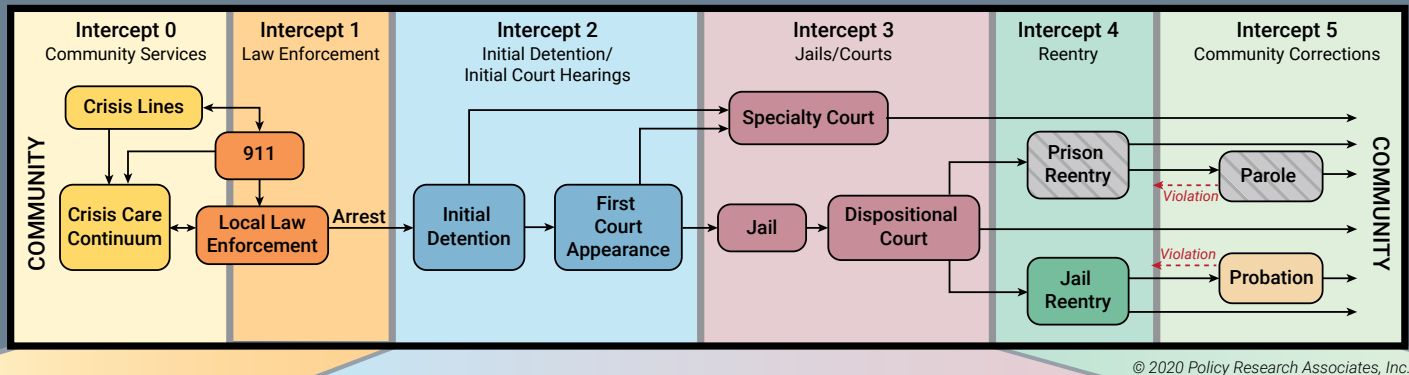 Intercept 0
Community Services
Intercept 1
Law Enforcement
Intercept 2
Initial Detention/
Initial Court Hearings
Intercept 3
Jails/Courts
Intercept 4
Reentry
Intercept 5
Community Corrections
COMMUNITY
Crisis Lines
911
Crisis Care
Continuum
Local Law
Enforcement
Arrest
Initial
Detention
First
Court
Appearance
Specialty Court
Jail
Dispositional
Court
Prison
Reentry
Parole
Violation
Violation
Jail
Reentry
Probation
COMMUNITY
© 2020 Policy Research Associates, Inc.